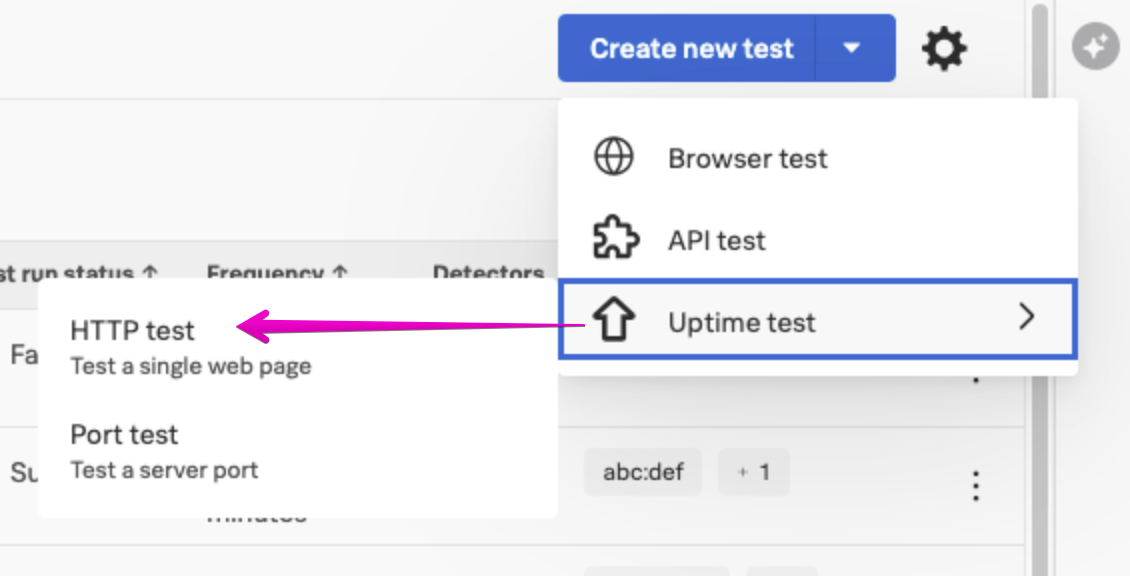 Create new test
Browser test
API test
st run status ↑ Frequency ↑ Detectors
Uptime test
HTTP test
Test a single web page
Fa
Port test
Test a server port
Su
abc:def + 1
minutes